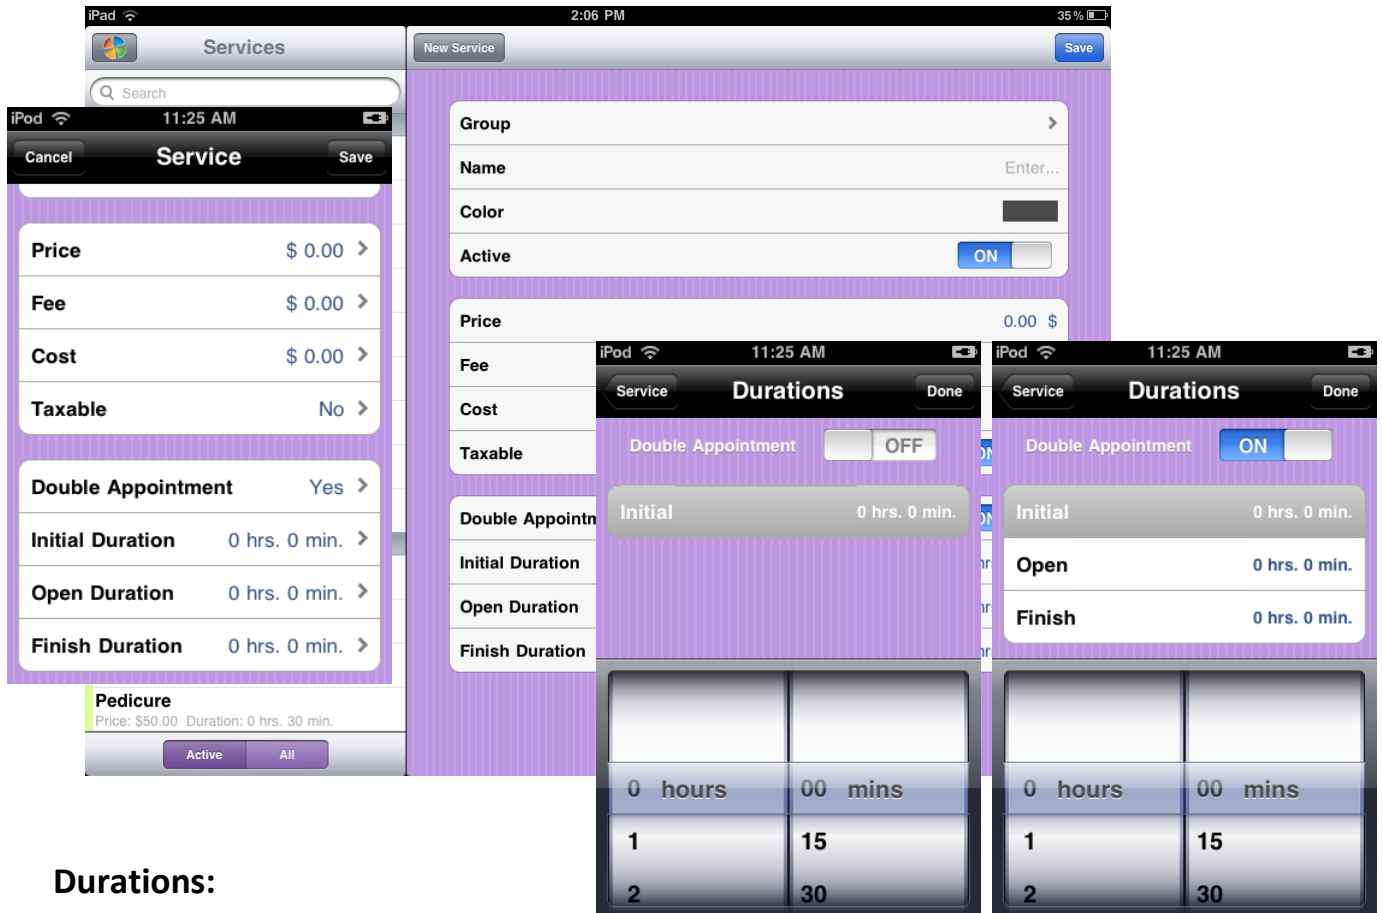 iPad 2:06 PM 35%
Services
New Service Save
Search
Group
Name Enter...
Color
Active ON
Price 0.00 $
Fee
Cost
Taxable
Double Appointm
Initial Duration
Open Duration
Finish Duration
Pedicure
Price: $50.00 Duration: 0 hrs. 30 min.
Active All
iPod 11:25 AM
Cancel Service Save
Price $ 0.00
Fee $ 0.00
Cost $ 0.00
Taxable No
Double Appointment Yes
Initial Duration 0 hrs. 0 min.
Open Duration 0 hrs. 0 min.
Finish Duration 0 hrs. 0 min.
iPod 11:25 AM
Service Durations Done
Double Appointment OFF
Initial 0 hrs. 0 min.
0 hours 00 mins
1 15
2 30
iPod 11:25 AM
Service Durations Done
Double Appointment ON
Initial 0 hrs. 0 min.
Open 0 hrs. 0 min.
Finish 0 hrs. 0 min.
0 hours 00 mins
1 15
2 30
Durations: